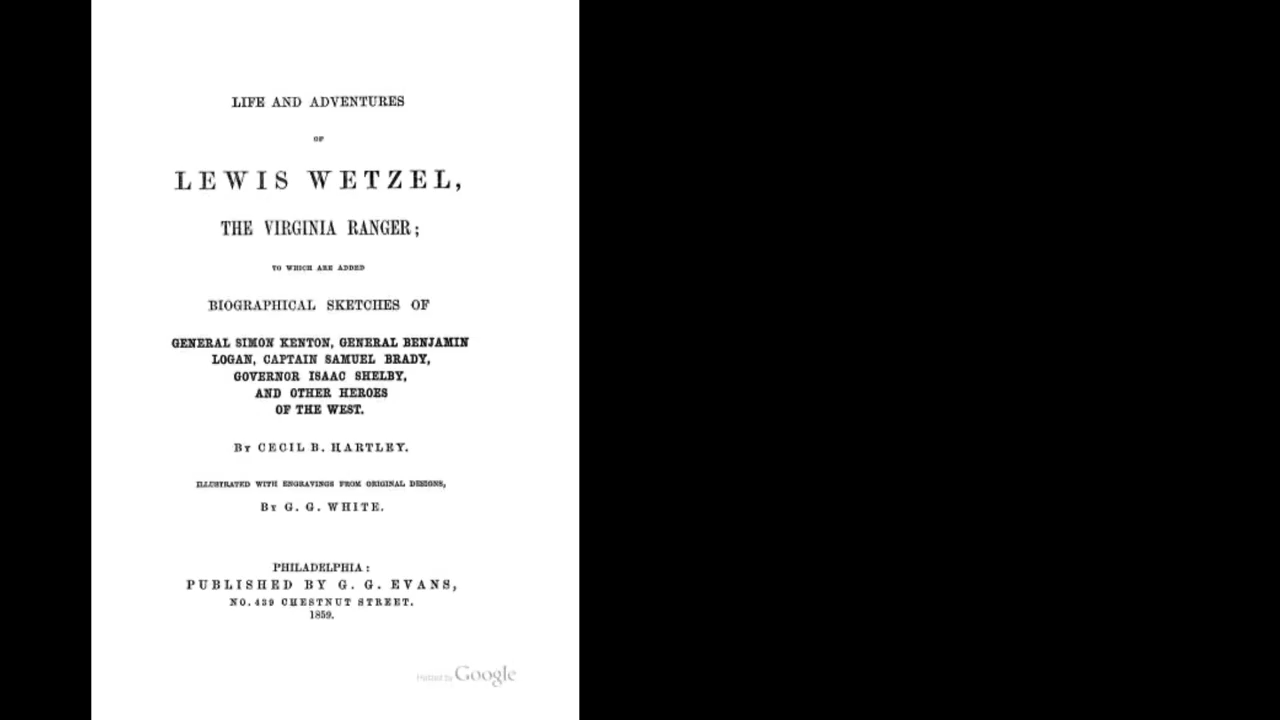 LIFE AND ADVENTURES
OF
LEWIS WETZEL,
THE VIRGINIA RANGER;
TO WHICH ARE ADDED
BIOGRAPHICAL SKETCHES OF
GENERAL SIMON KENTON, GENERAL BENJAMIN
LOGAN, CAPTAIN SAMUEL BRADY,
GOVERNOR ISAAC SHELBY,
AND OTHER HEROES
OF THE WEST.
BY CECIL B. HARTLEY.
ILLUSTRATED WITH ENGRAVINGS FROM ORIGINAL DESIGNS,
BY G. G. WHITE.
PHILADELPHIA:
PUBLISHED BY G. G. EVANS,
NO. 439 CHESTNUT STREET.
1859.
Google